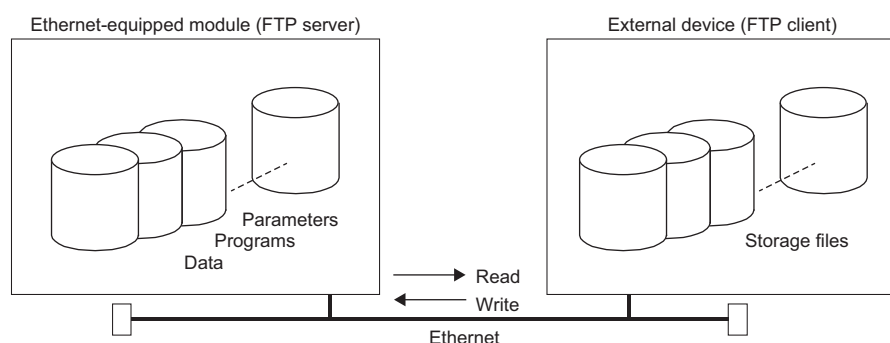 Ethernet-equipped module (FTP server)
External device (FTP client)
Parameters
Programs
Data
Storage files
Read
Write
Ethernet